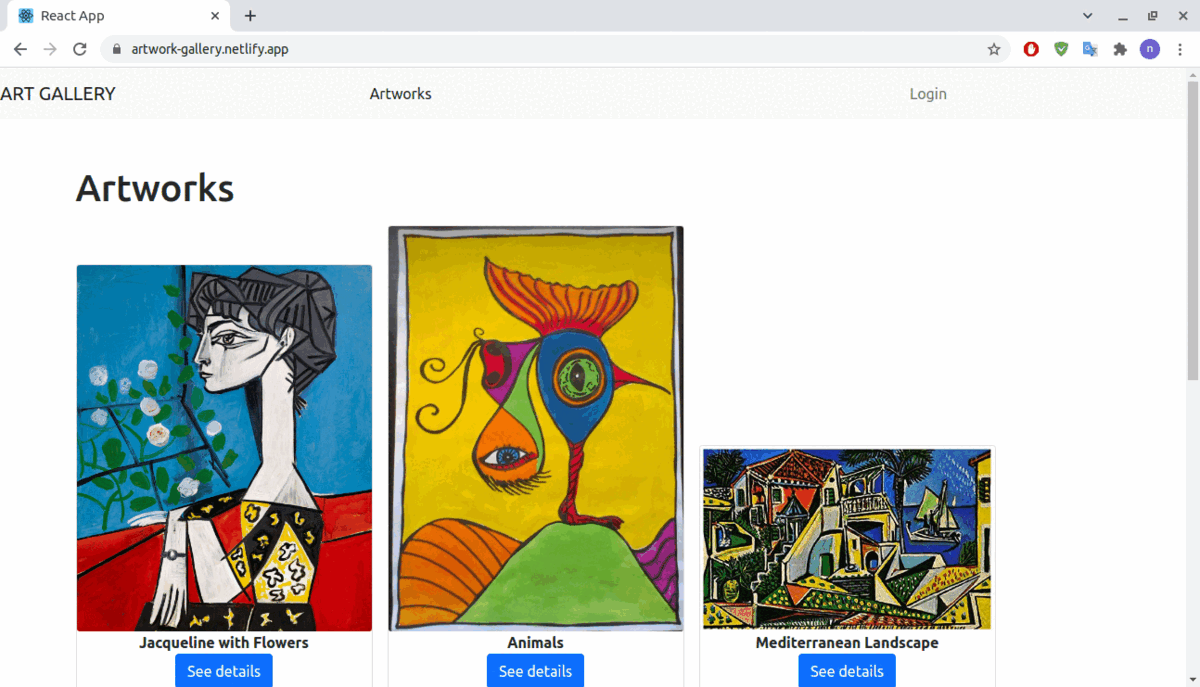 React App
artwork-gallery.netlify.app
n
ART GALLERY Artworks Login
Artworks
Jacqueline with Flowers
See details
Animals
See details
Mediterranean Landscape
See details